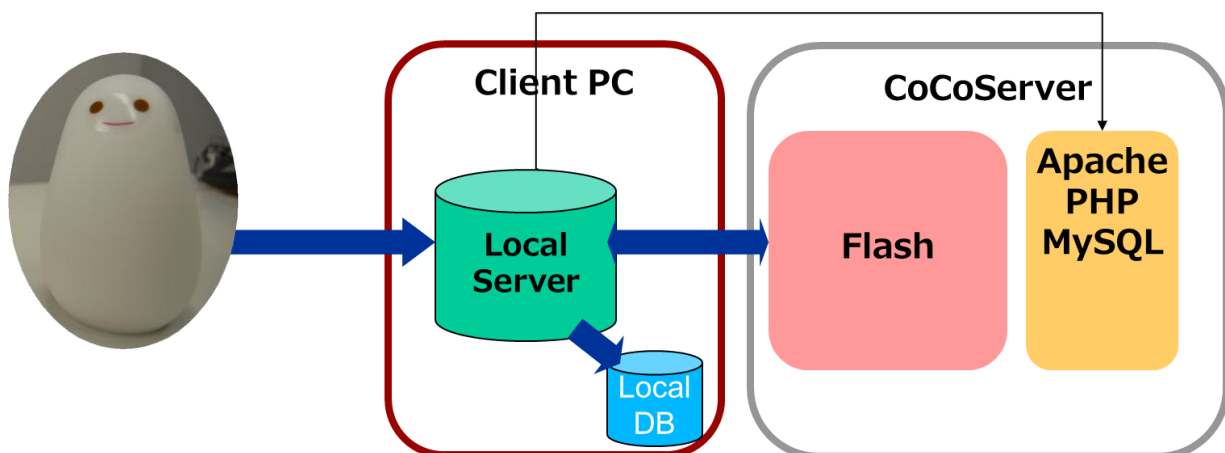 Client PC
Local
Server
Local
DB
CoCoServer
Flash
Apache
PHP
MySQL